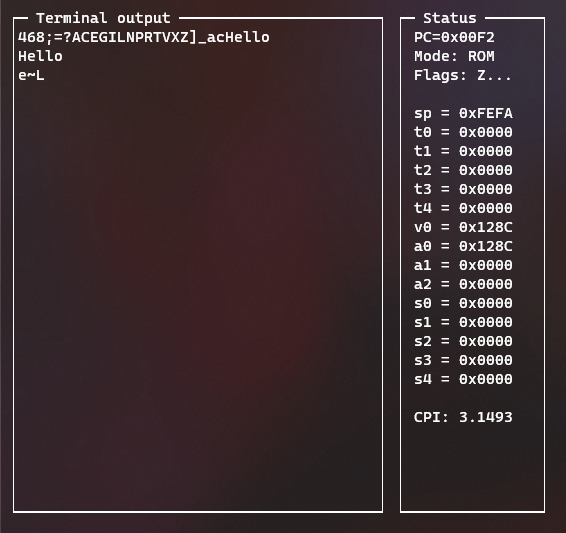 Terminal output
468;=?ACEGILNPRTVXZ]_acHello
Hello
e~L
Status
PC=0x00F2
Mode: ROM
Flags: Z...
sp = 0xFEFA
t0 = 0x0000
t1 = 0x0000
t2 = 0x0000
t3 = 0x0000
t4 = 0x0000
v0 = 0x128C
a0 = 0x128C
a1 = 0x0000
a2 = 0x0000
s0 = 0x0000
s1 = 0x0000
s2 = 0x0000
s3 = 0x0000
s4 = 0x0000
CPI: 3.1493